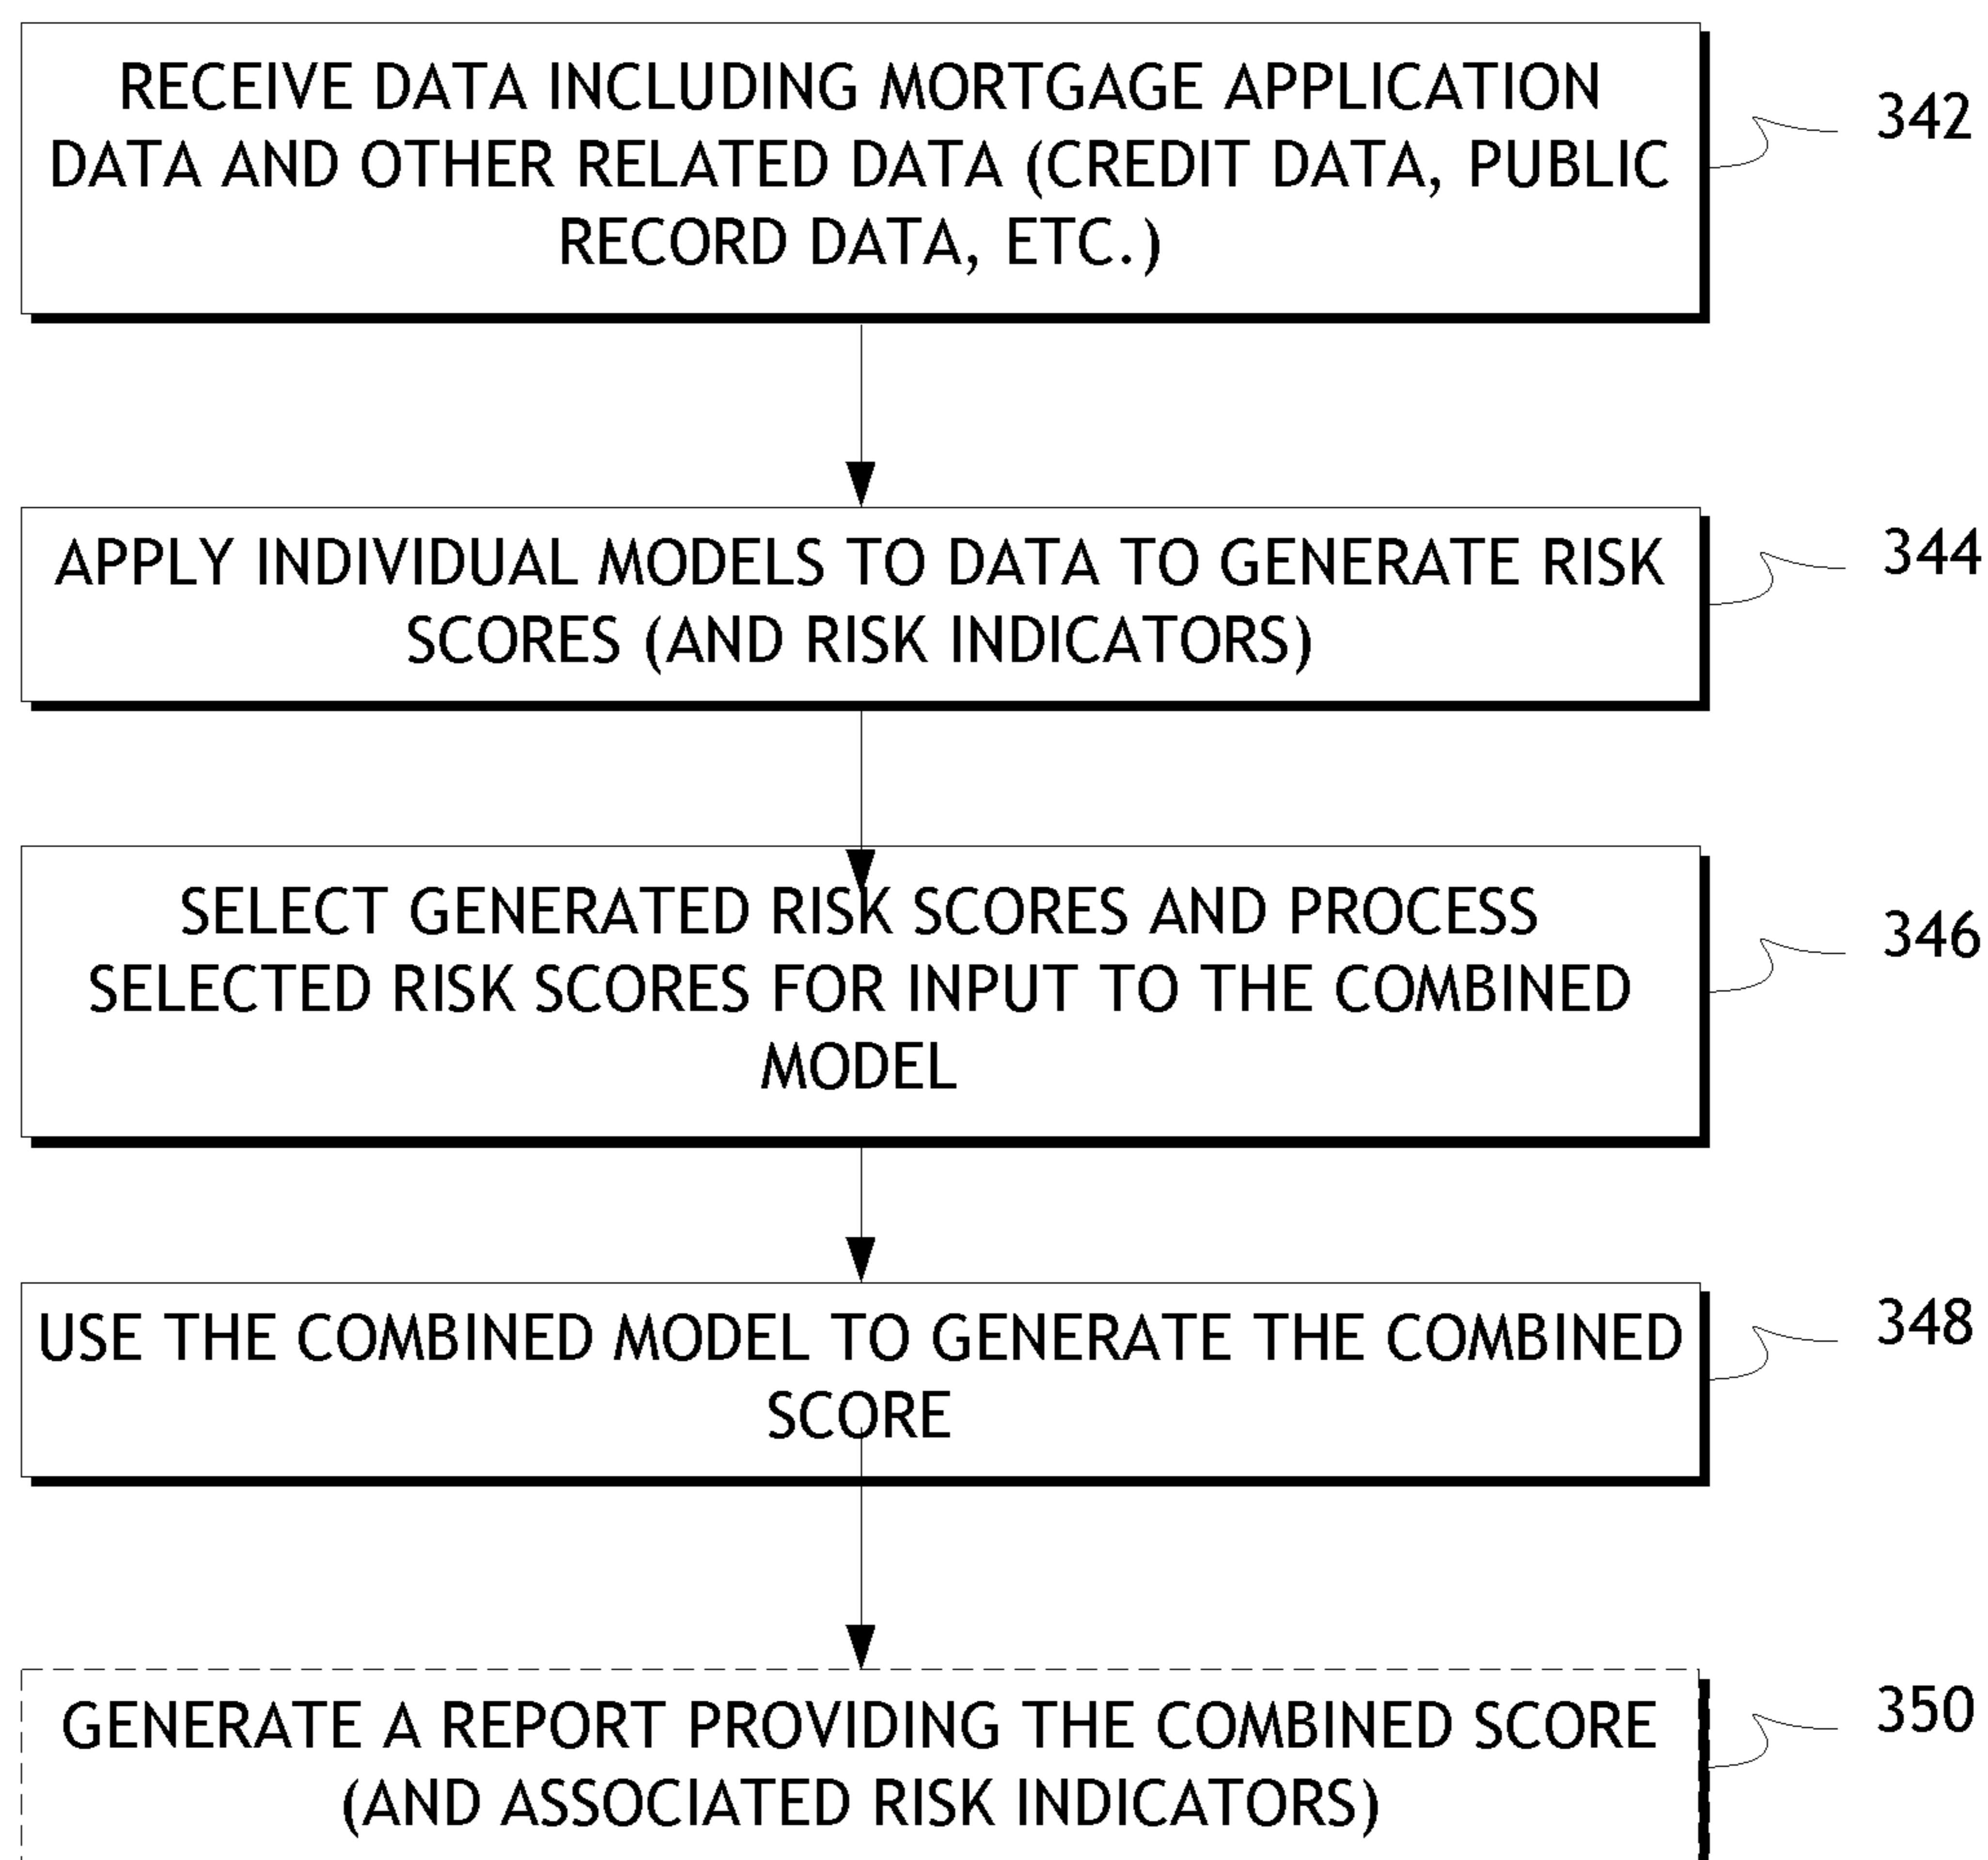 RECEIVE DATA INCLUDING MORTGAGE APPLICATION
DATA AND OTHER RELATED DATA (CREDIT DATA, PUBLIC
RECORD DATA, ETC.)
342
APPLY INDIVIDUAL MODELS TO DATA TO GENERATE RISK
SCORES (AND RISK INDICATORS)
344
SELECT GENERATED RISK SCORES AND PROCESS
SELECTED RISK SCORES FOR INPUT TO THE COMBINED
MODEL
346
USE THE COMBINED MODEL TO GENERATE THE COMBINED
SCORE
348
GENERATE A REPORT PROVIDING THE COMBINED SCORE
(AND ASSOCIATED RISK INDICATORS)
350